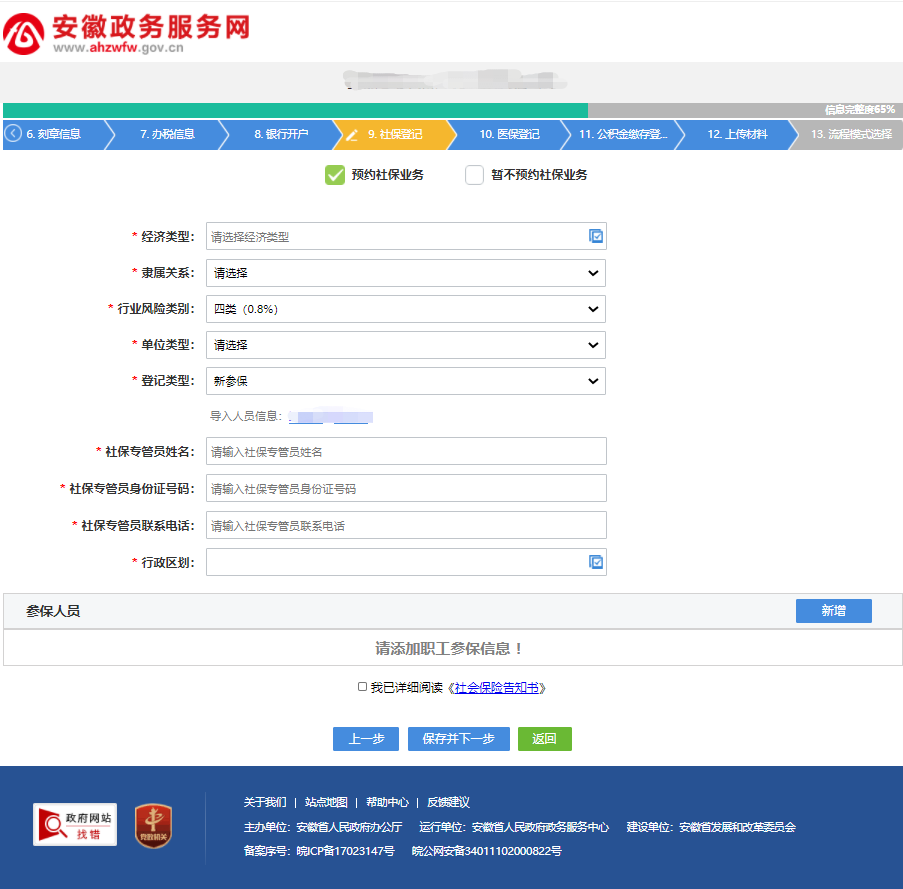 安徽政务服务网
www.ahzwfw.gov.cn
信息完整度65%
6. 刻章信息 7. 办税信息 8. 银行开户 9. 社保登记 10. 医保登记 11. 公积金缴存登... 12. 上传材料 13. 流程模式选择
预约社保业务 暂不预约社保业务
* 经济类型： 请选择经济类型
* 隶属关系： 请选择
* 行业风险类别： 四类（0.8%）
* 单位类型： 请选择
* 登记类型： 新参保
导入人员信息：
* 社保专管员姓名： 请输入社保专管员姓名
* 社保专管员身份证号码： 请输入社保专管员身份证号码
* 社保专管员联系电话： 请输入社保专管员联系电话
* 行政区划：
参保人员 新增
请添加职工参保信息！
我已详细阅读《社会保险告知书》
上一步 保存并下一步 返回
关于我们 | 站点地图 | 帮助中心 | 反馈建议
政府网站
找错
党政机关
主办单位：安徽省人民政府办公厅 运行单位：安徽省人民政府政务服务中心 建设单位：安徽省发展和改革委员会
备案序号：皖ICP备17023147号 皖公网安备34011102000822号